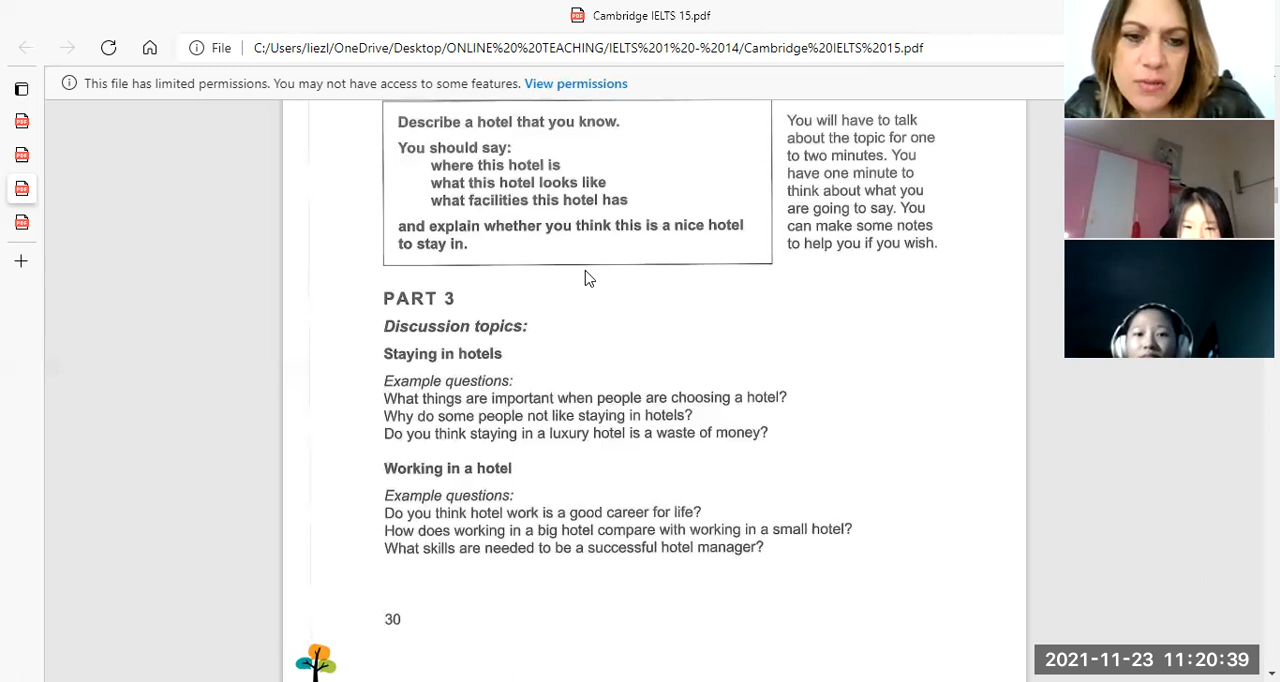 Cambridge IELTS 15.pdf
File
C:/Users/liezl/OneDrive/Desktop/ONLINE%20%20TEACHING/IELTS%201%20-%2014/Cambridge%20IELTS%2015.pdf
This file has limited permissions. You may not have access to some features. View permissions
Describe a hotel that you know.
You should say:
where this hotel is
what this hotel looks like
what facilities this hotel has
and explain whether you think this is a nice hotel
to stay in.
You will have to talk
about the topic for one
to two minutes. You
have one minute to
think about what you
are going to say. You
can make some notes
to help you if you wish.
PART 3
Discussion topics:
Staying in hotels
Example questions:
What things are important when people are choosing a hotel?
Why do some people not like staying in hotels?
Do you think staying in a luxury hotel is a waste of money?
Working in a hotel
Example questions:
Do you think hotel work is a good career for life?
How does working in a big hotel compare with working in a small hotel?
What skills are needed to be a successful hotel manager?
30
2021-11-23 11:20:39